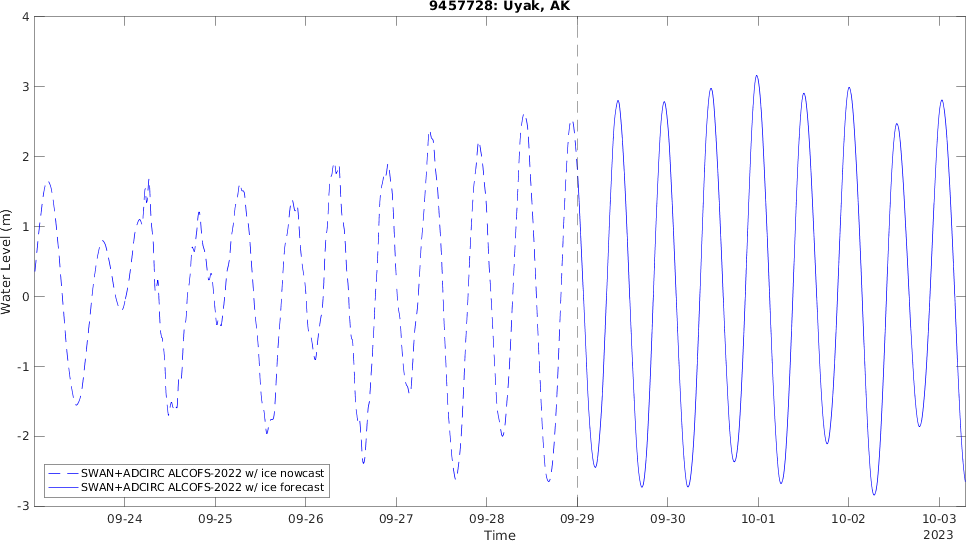 9457728: Uyak, AK
4
3
2
1
0
-1
-2
-3
Water Level (m)
SWAN+ADCIRC ALCOFS-2022 w/ ice nowcast
SWAN+ADCIRC ALCOFS-2022 w/ ice forecast
09-24 09-25 09-26 09-27 09-28 09-29 09-30 10-01 10-02 10-03
Time 2023